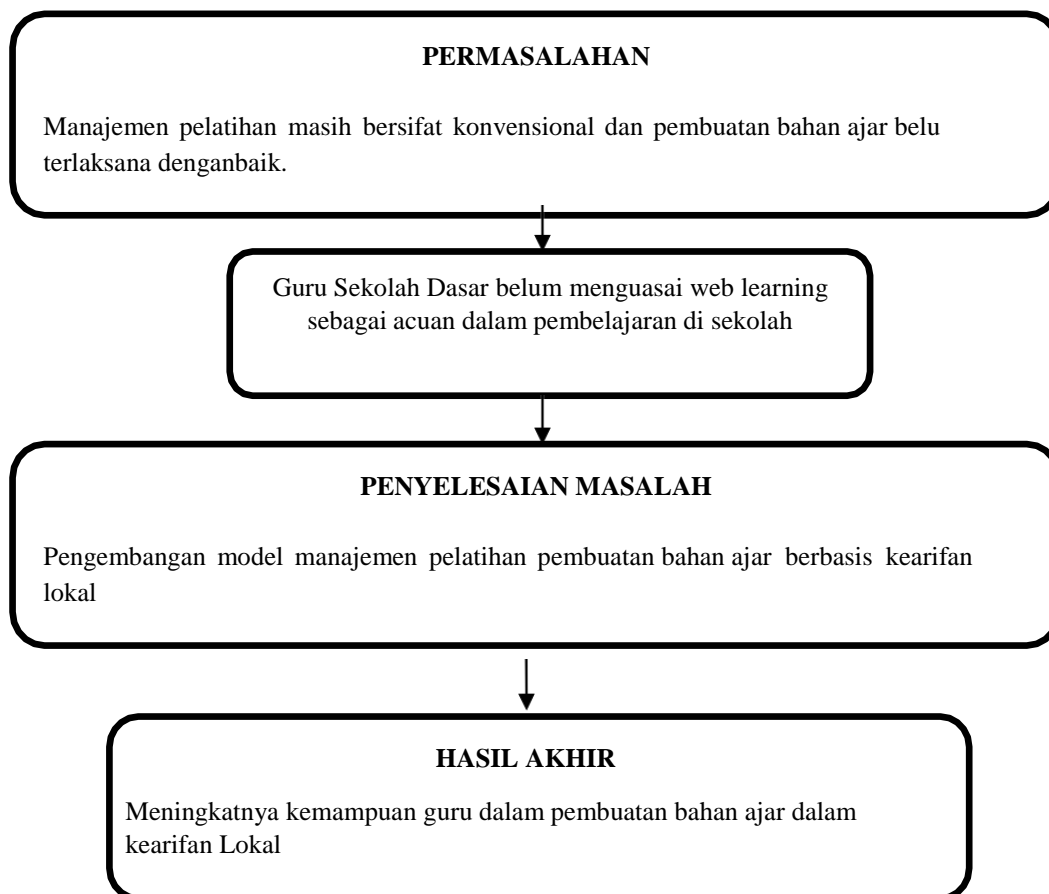 PERMASALAHAN
Manajemen pelatihan masih bersifat konvensional dan pembuatan bahan ajar belu
terlaksana denganbaik.
Guru Sekolah Dasar belum menguasai web learning
sebagai acuan dalam pembelajaran di sekolah
PENYELESAIAN MASALAH
Pengembangan model manajemen pelatihan pembuatan bahan ajar berbasis kearifan
lokal
HASIL AKHIR
Meningkatnya kemampuan guru dalam pembuatan bahan ajar dalam
kearifan Lokal